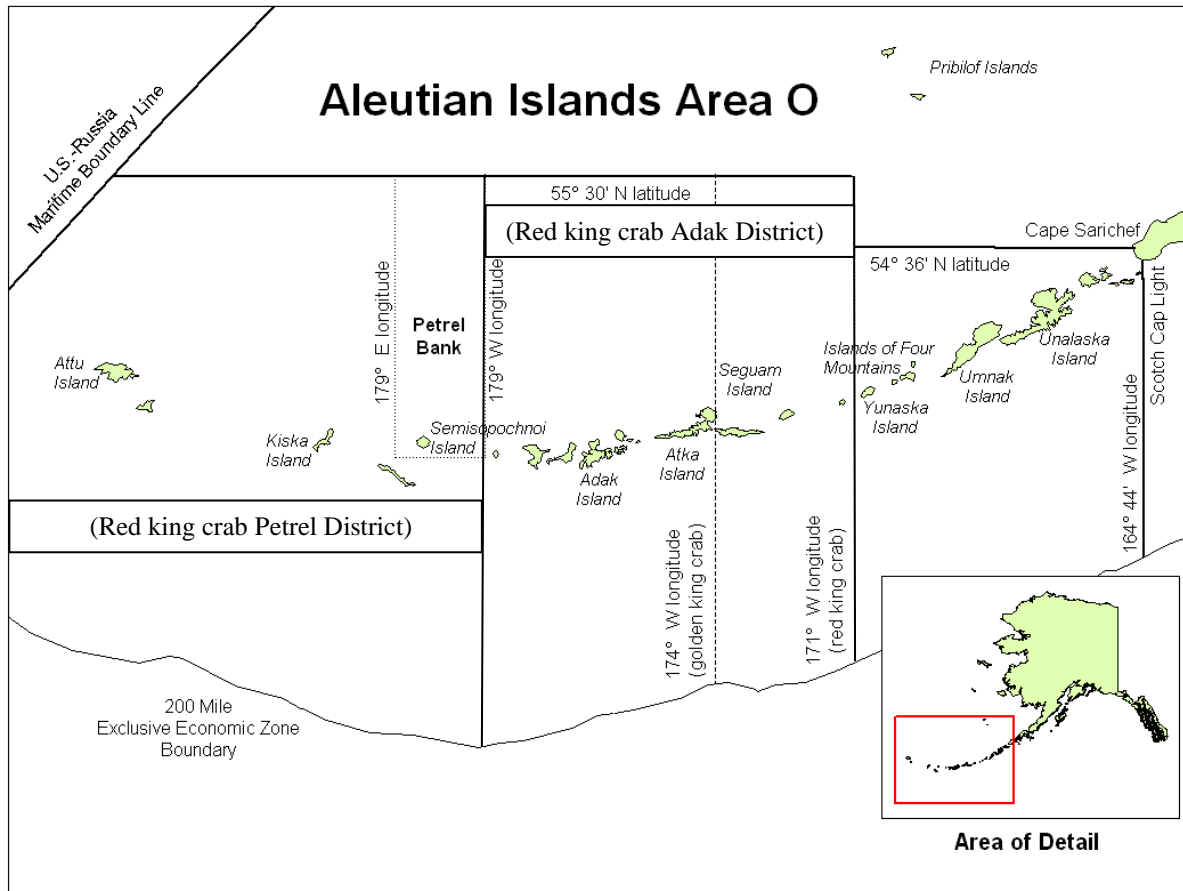 Pribilof Islands
Aleutian Islands Area O
U.S.-Russia
Maritime Boundary Line
55° 30' N latitude
(Red king crab Adak District)
Cape Sarichef
54° 36' N latitude
Scotch Cap Light
179° E longitude
Petrel
Bank
179° W longitude
Attu
Island
Kiska
Island
Semisopochnoi
Island
Adak
Island
Atka
Island
Seguam
Island
Islands of Four
Mountains
Yunaska
Island
Umnak
Island
Unalaska
Island
164° 44' W longitude
(Red king crab Petrel District)
174° W longitude
(golden king crab)
171° W longitude
(red king crab)
200 Mile
Exclusive Economic Zone
Boundary
Area of Detail